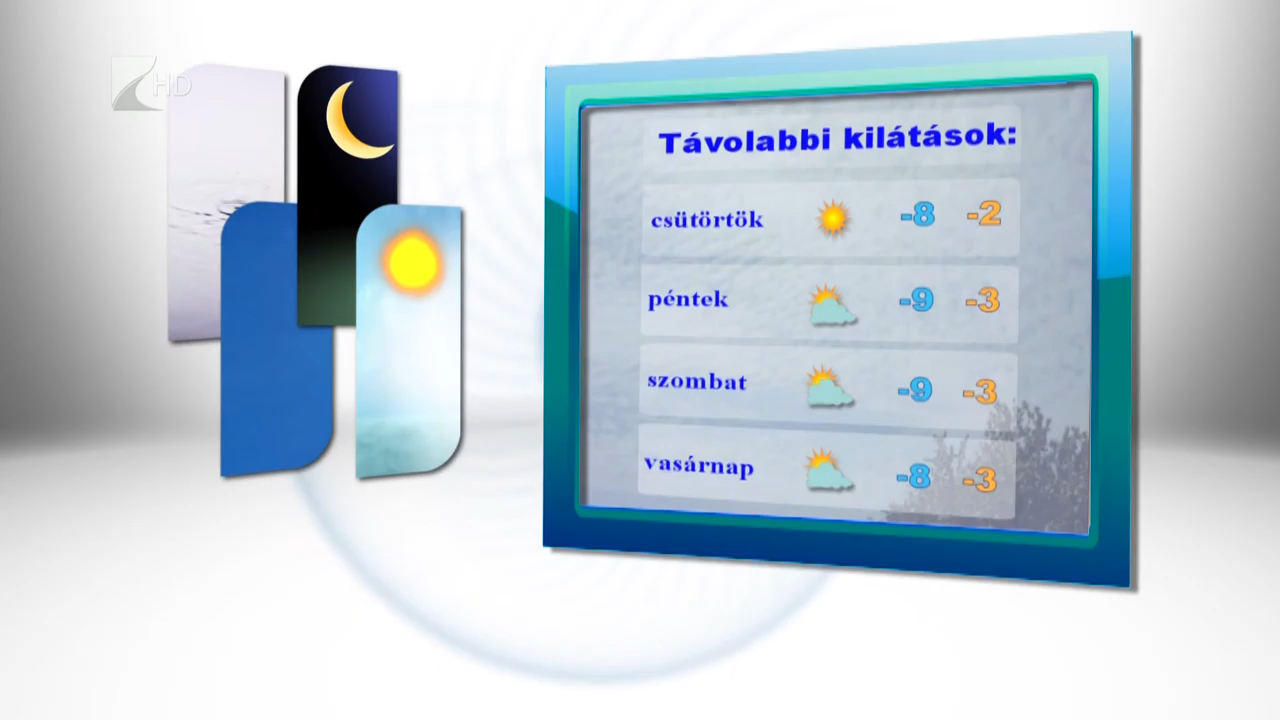 HD
Távolabbi kilátások:
csütörtök -8 -2
péntek -9 -3
szombat -9 -3
vasárnap -8 -3